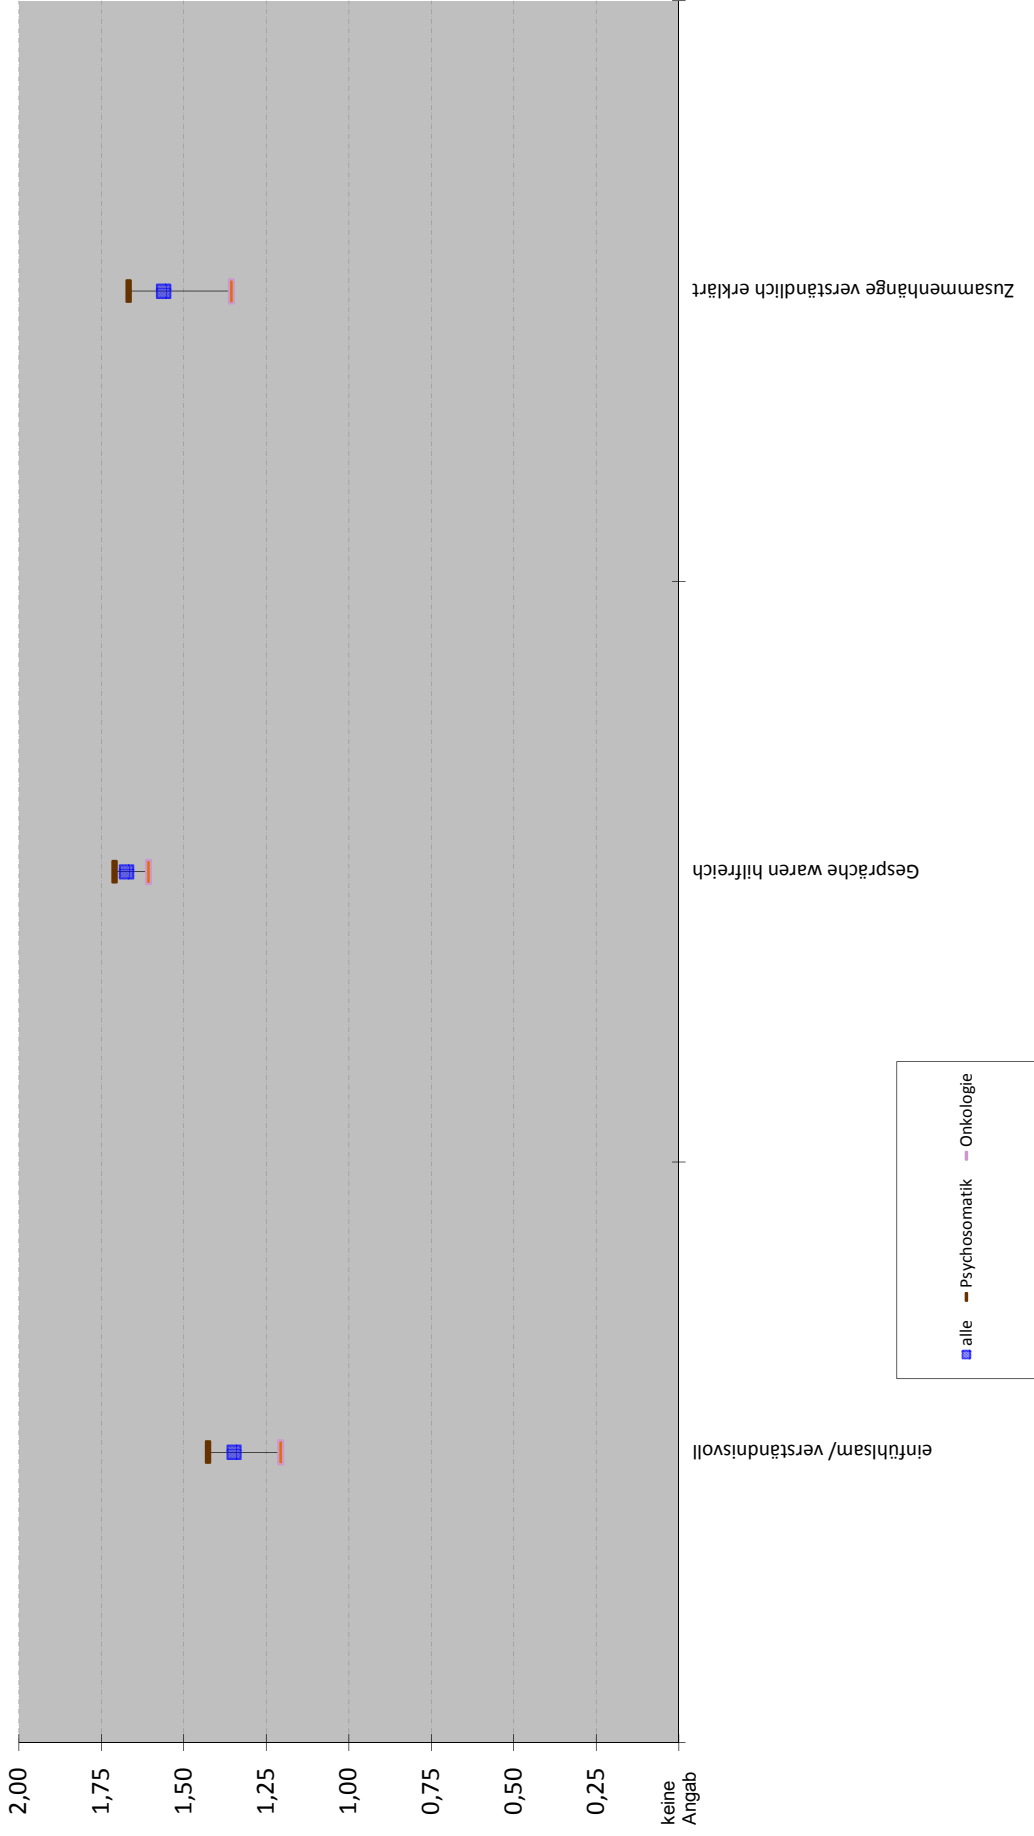 2,00
1,75
1,50
1,25
1,00
0,75
0,50
0,25
keine
Angab
einfühlsam/ verständnisvoll
Gespräche waren hilfreich
Zusammenhänge verständlich erklärt
alle Psychosomatik Onkologie